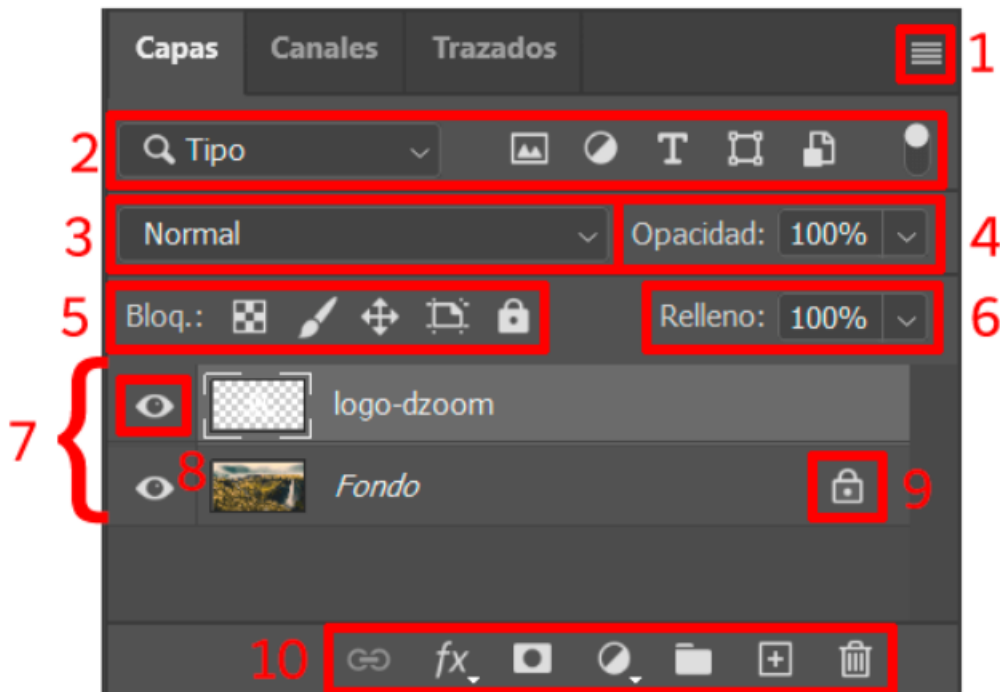 Capas Canales Trazados 1
2 Tipo T
3 Normal Opacidad: 100% 4
5 Bloq.: Relleno: 100% 6
7 logo-dzoom
8 Fondo 9
10 fx